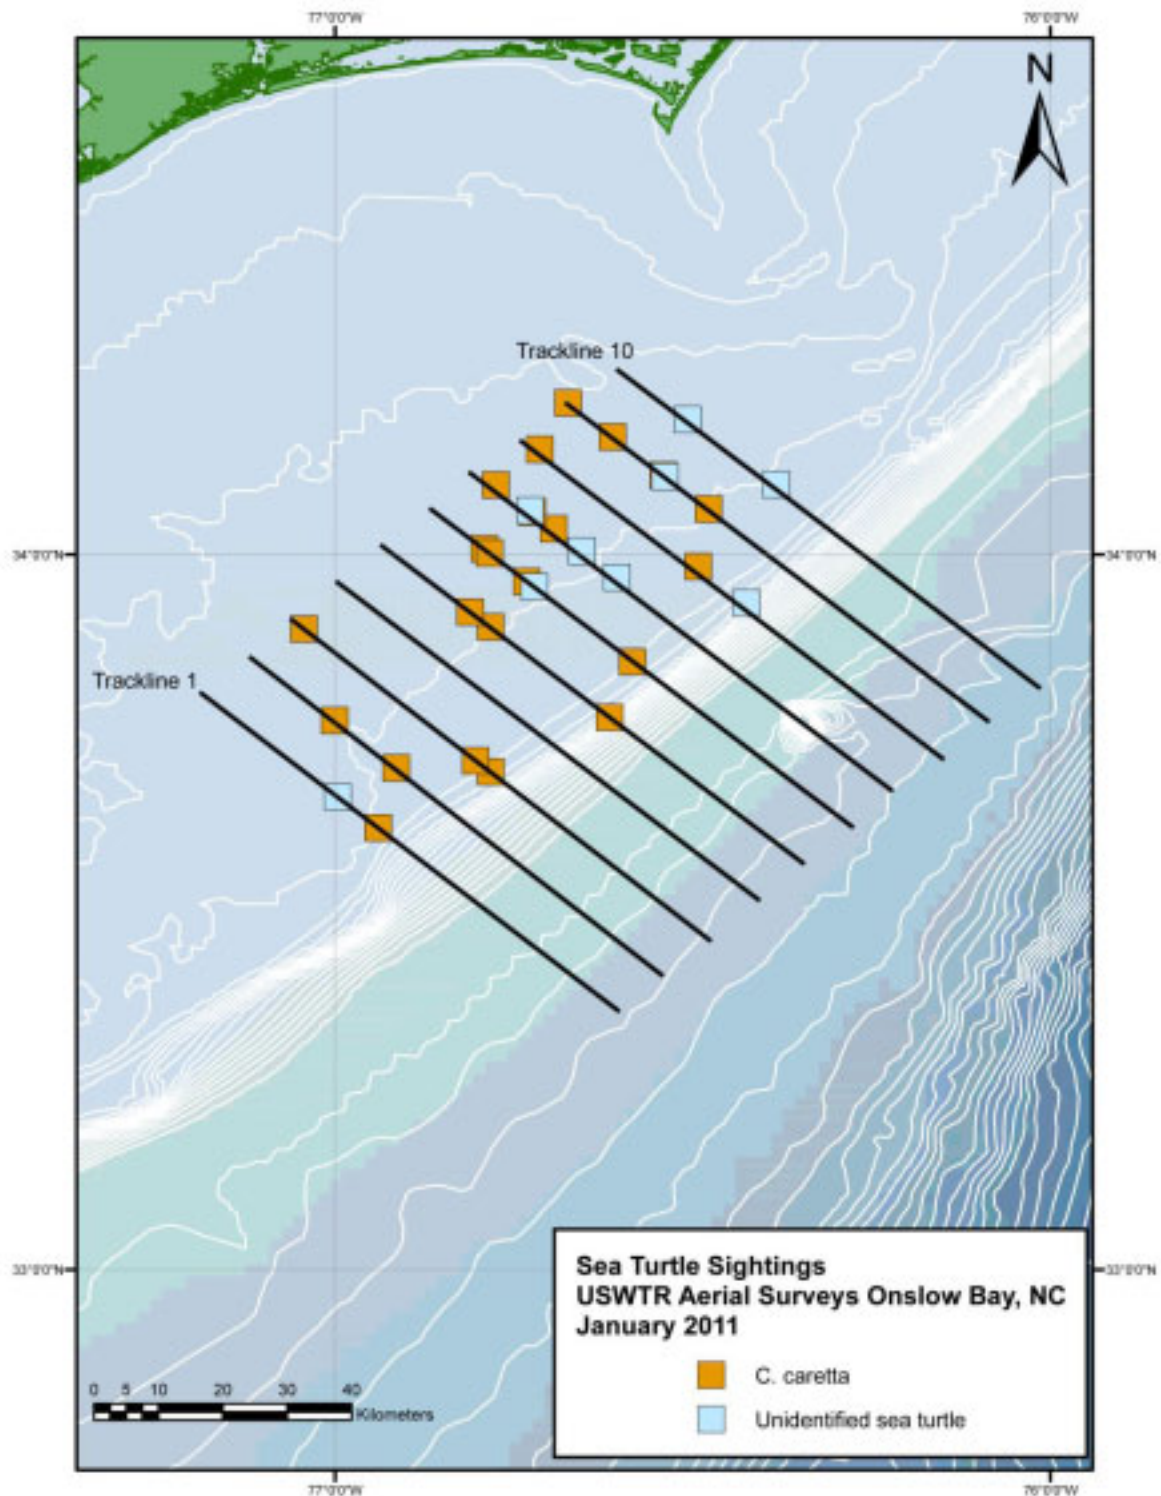 77°0'0"W
76°0'0"W
N
Trackline 10
34°0'0"N
34°0'0"N
Trackline 1
33°0'0"N
33°0'0"N
Sea Turtle Sightings
USWTR Aerial Surveys Onslow Bay, NC
January 2011
C. caretta
Unidentified sea turtle
0 5 10 20 30 40
Kilometers
77°0'0"W
76°0'0"W